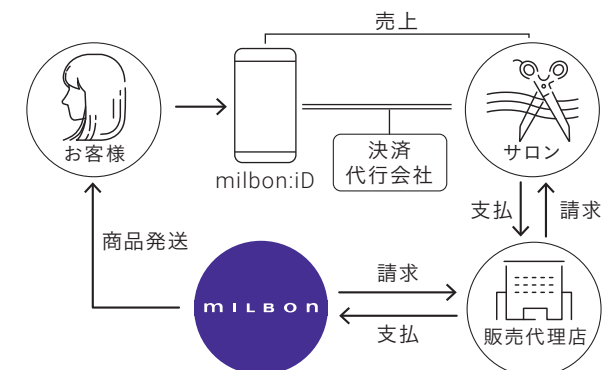 売上
お客様
milbon:iD
決済
代行会社
サロン
支払
請求
商品発送
MILBON
請求
支払
販売代理店